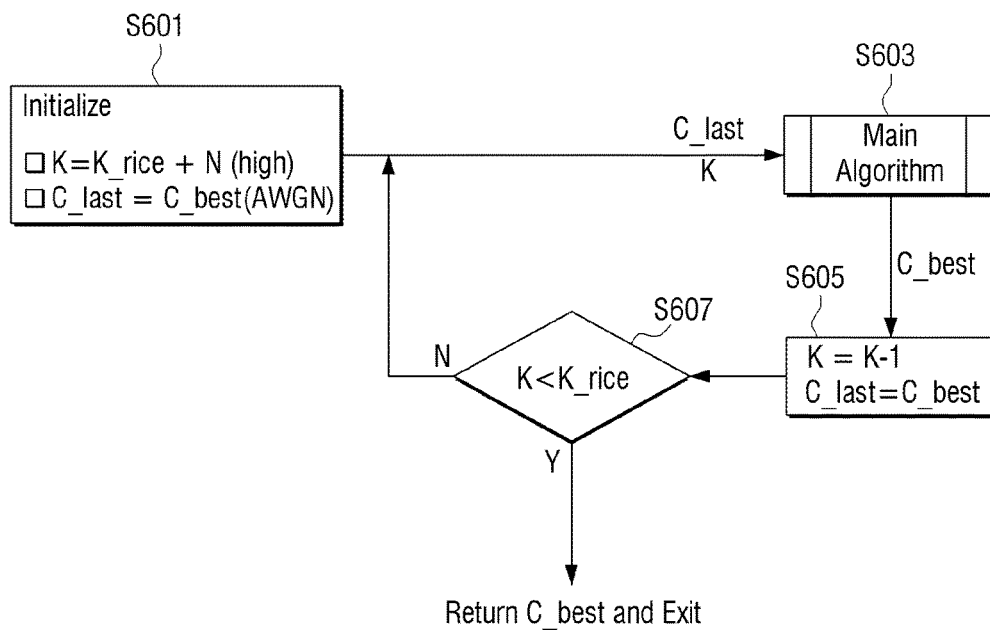 S601
Initialize
☐ K=K_rice + N (high)
☐ C_last = C_best(AWGN)
C_last
K
S603
Main
Algorithm
C_best
S605
K = K-1
C_last=C_best
S607
K<K_rice
N
Y
Return C_best and Exit